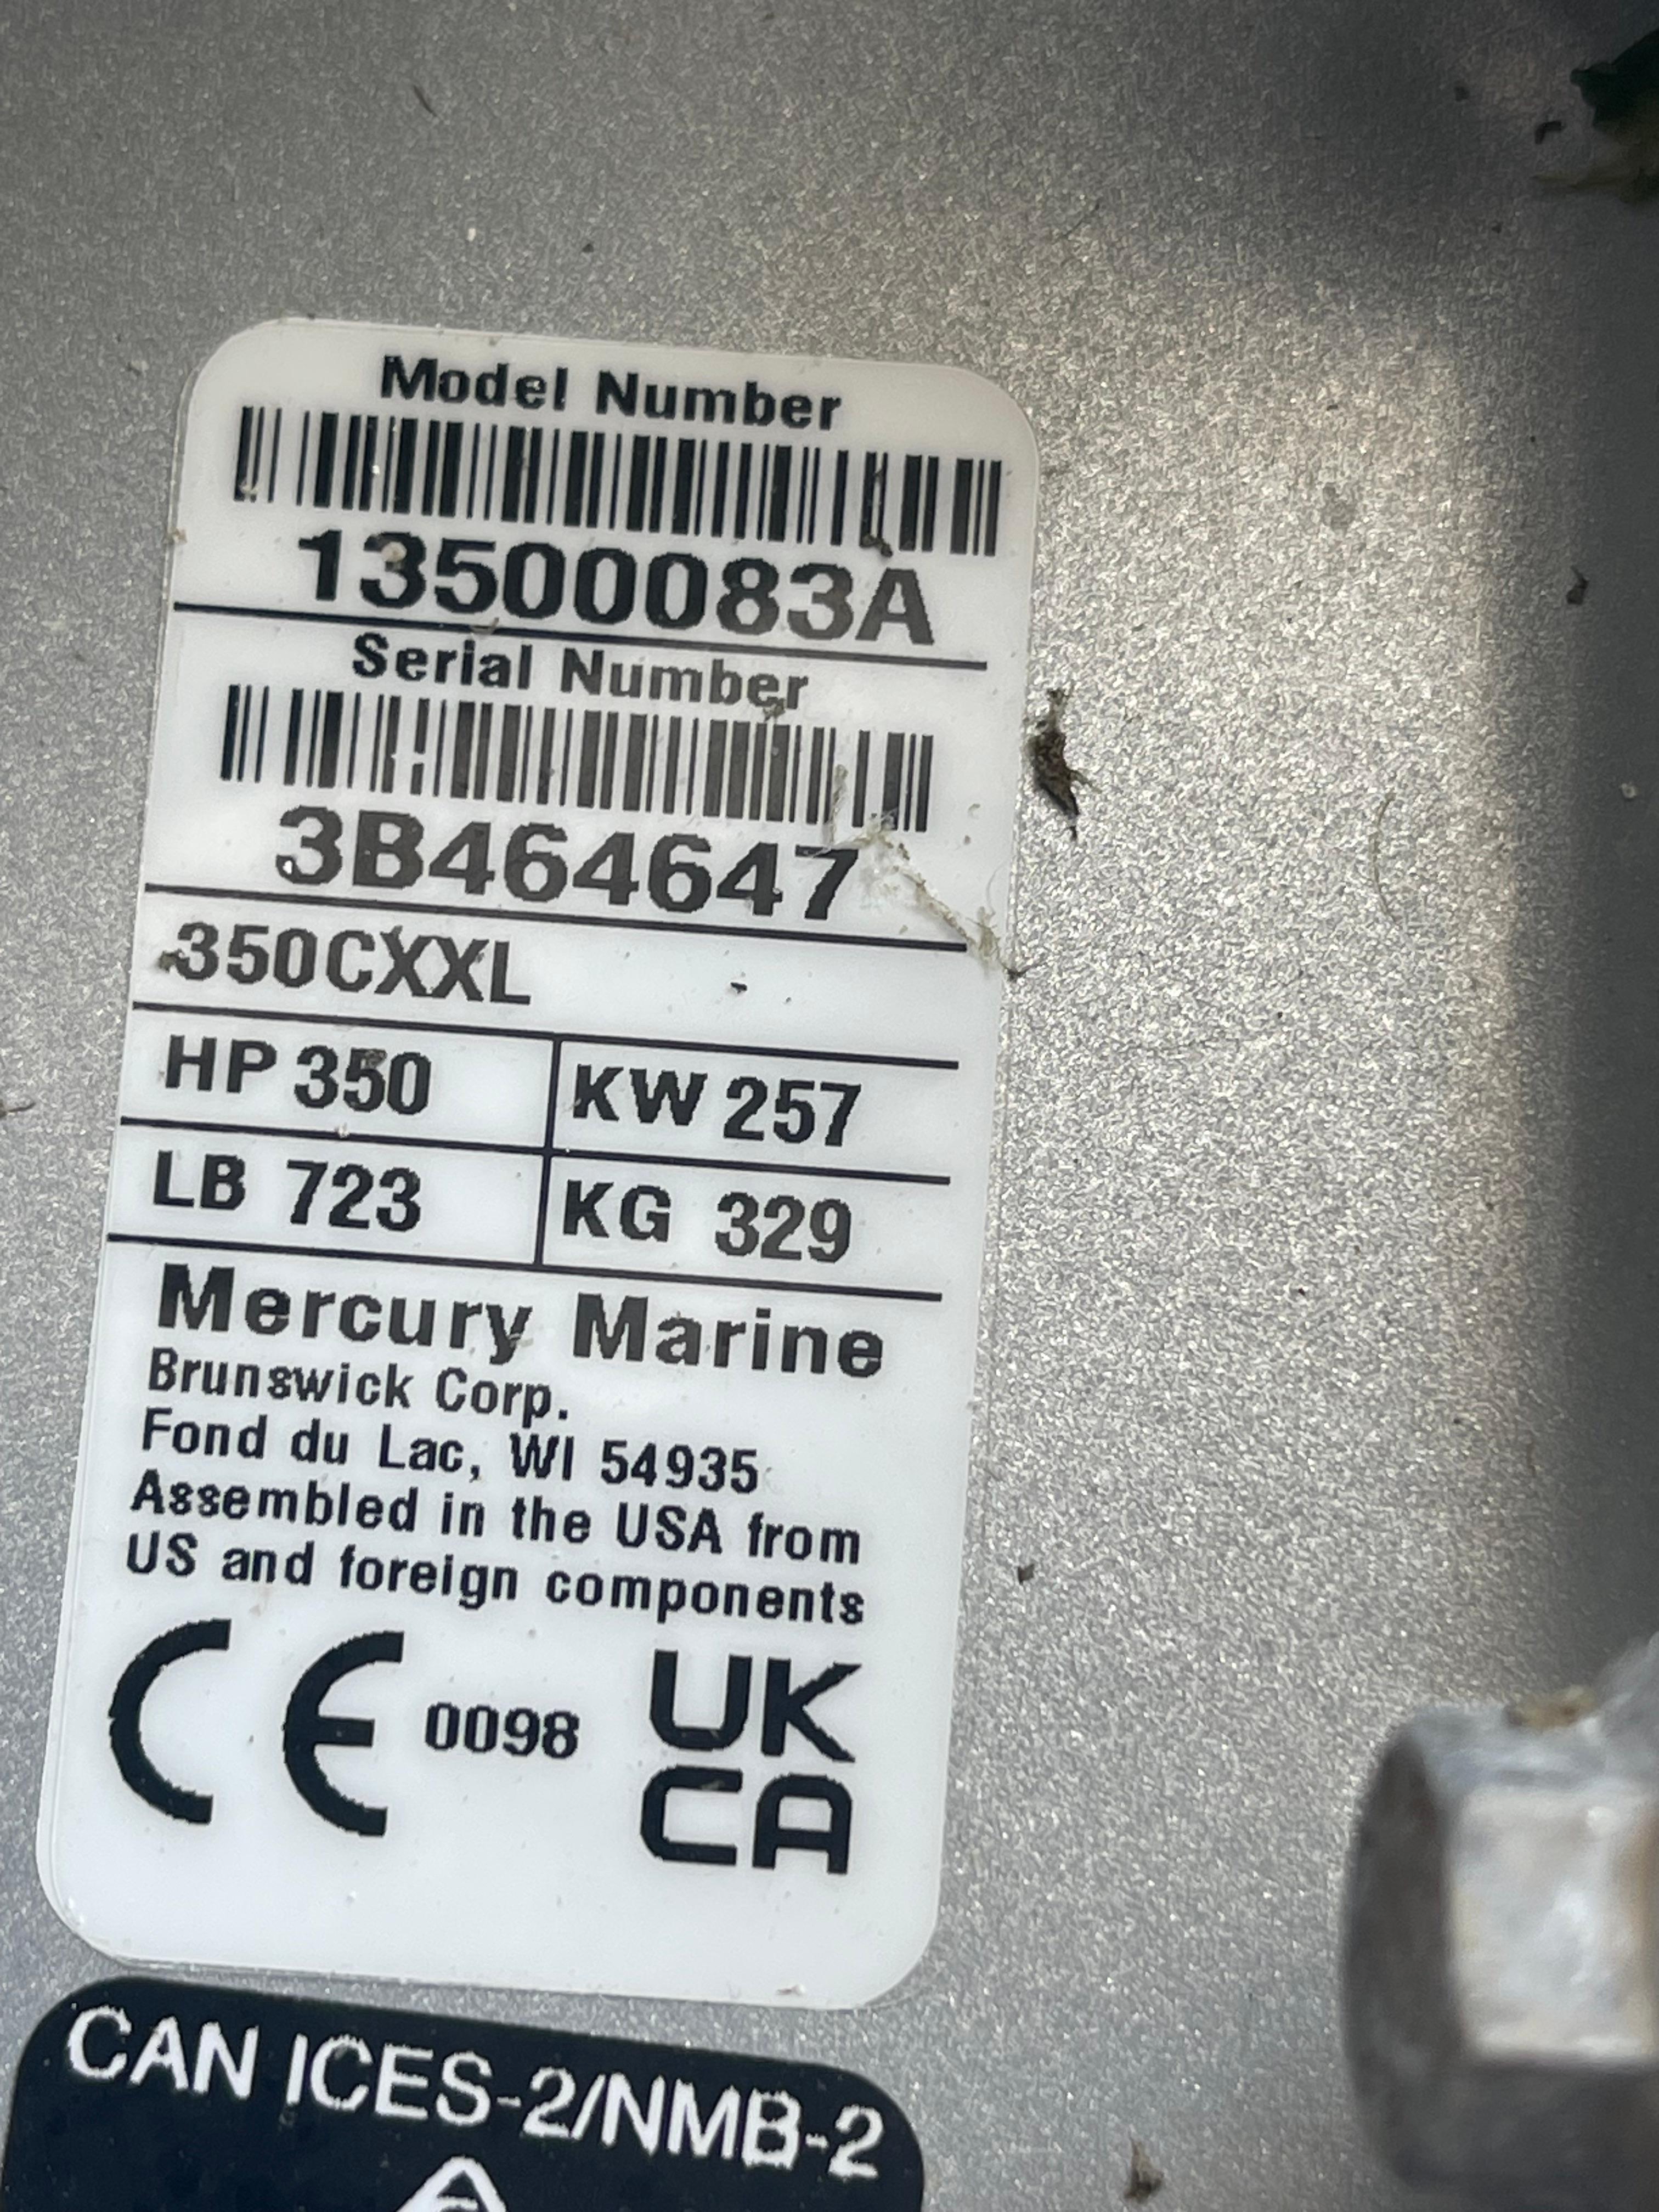 Model Number
13500083A
Serial Number
3B464647
350CXXL
HP 350 KW 257
LB 723 KG 329
Mercury Marine
Brunswick Corp.
Fond du Lac, WI 54935
Assembled in the USA from
US and foreign components
CE 0098 UK
CA
CAN ICES-2/NMB-2